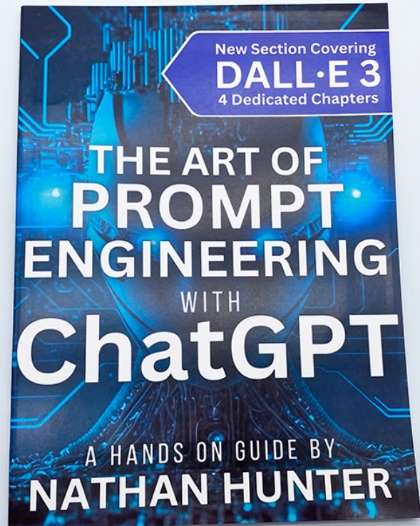 New Section Covering
DALL·E 3
4 Dedicated Chapters
THE ART OF
PROMPT
ENGINEERING
WITH
ChatGPT
A HANDS ON GUIDE BY
NATHAN HUNTER